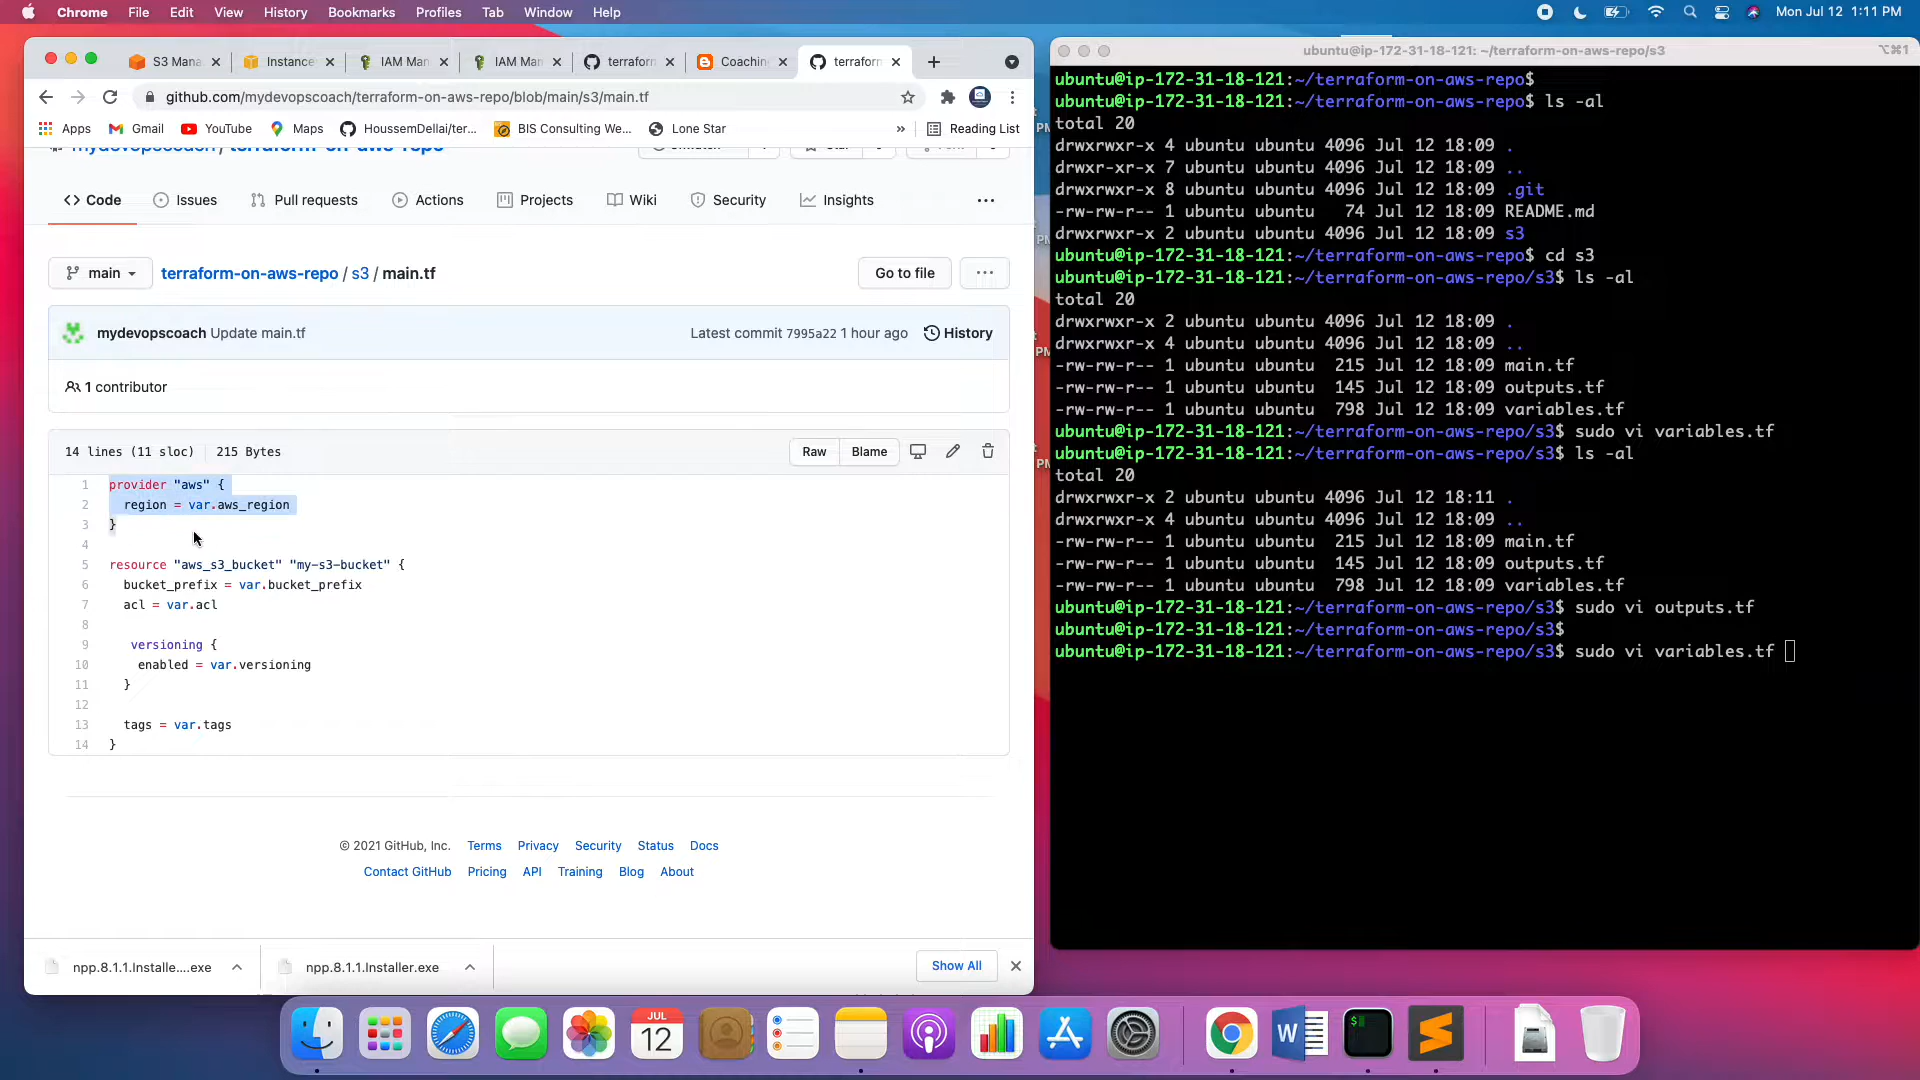 Chrome File Edit View History Bookmarks Profiles Tab Window Help Mon Jul 12 1:11 PM
S3 Mana Instance IAM Man IAM Man terraform Coachin terraform
github.com/mydevopscoach/terraform-on-aws-repo/blob/main/s3/main.tf
Apps Gmail YouTube Maps HoussemDellai/ter... BIS Consulting We... Lone Star » Reading List
mydevopscoach / terraform-on-aws-repo
Code Issues Pull requests Actions Projects Wiki Security Insights
main terraform-on-aws-repo / s3 / main.tf Go to file
mydevopscoach Update main.tf Latest commit 7995a22 1 hour ago History
1 contributor
14 lines (11 sloc) 215 Bytes Raw Blame
1 provider "aws" {
2 region = var.aws_region
3 }
4
5 resource "aws_s3_bucket" "my-s3-bucket" {
6 bucket_prefix = var.bucket_prefix
7 acl = var.acl
8
9 versioning {
10 enabled = var.versioning
11 }
12
13 tags = var.tags
14 }
© 2021 GitHub, Inc. Terms Privacy Security Status Docs
Contact GitHub Pricing API Training Blog About
npp.8.1.1.Installe....exe npp.8.1.1.Installer.exe Show All
ubuntu@ip-172-31-18-121: ~/terraform-on-aws-repo/s3 ⌥⌘1
ubuntu@ip-172-31-18-121:~/terraform-on-aws-repo$
ubuntu@ip-172-31-18-121:~/terraform-on-aws-repo$ ls -al
total 20
drwxrwxr-x 4 ubuntu ubuntu 4096 Jul 12 18:09 .
drwxr-xr-x 7 ubuntu ubuntu 4096 Jul 12 18:09 ..
drwxrwxr-x 8 ubuntu ubuntu 4096 Jul 12 18:09 .git
-rw-rw-r-- 1 ubuntu ubuntu 74 Jul 12 18:09 README.md
drwxrwxr-x 2 ubuntu ubuntu 4096 Jul 12 18:09 s3
ubuntu@ip-172-31-18-121:~/terraform-on-aws-repo$ cd s3
ubuntu@ip-172-31-18-121:~/terraform-on-aws-repo/s3$ ls -al
total 20
drwxrwxr-x 2 ubuntu ubuntu 4096 Jul 12 18:09 .
drwxrwxr-x 4 ubuntu ubuntu 4096 Jul 12 18:09 ..
-rw-rw-r-- 1 ubuntu ubuntu 215 Jul 12 18:09 main.tf
-rw-rw-r-- 1 ubuntu ubuntu 145 Jul 12 18:09 outputs.tf
-rw-rw-r-- 1 ubuntu ubuntu 798 Jul 12 18:09 variables.tf
ubuntu@ip-172-31-18-121:~/terraform-on-aws-repo/s3$ sudo vi variables.tf
ubuntu@ip-172-31-18-121:~/terraform-on-aws-repo/s3$ ls -al
total 20
drwxrwxr-x 2 ubuntu ubuntu 4096 Jul 12 18:11 .
drwxrwxr-x 4 ubuntu ubuntu 4096 Jul 12 18:09 ..
-rw-rw-r-- 1 ubuntu ubuntu 215 Jul 12 18:09 main.tf
-rw-rw-r-- 1 ubuntu ubuntu 145 Jul 12 18:09 outputs.tf
-rw-rw-r-- 1 ubuntu ubuntu 798 Jul 12 18:09 variables.tf
ubuntu@ip-172-31-18-121:~/terraform-on-aws-repo/s3$ sudo vi outputs.tf
ubuntu@ip-172-31-18-121:~/terraform-on-aws-repo/s3$
ubuntu@ip-172-31-18-121:~/terraform-on-aws-repo/s3$ sudo vi variables.tf
PM
PM
PM
PM
JUL
12
W
$